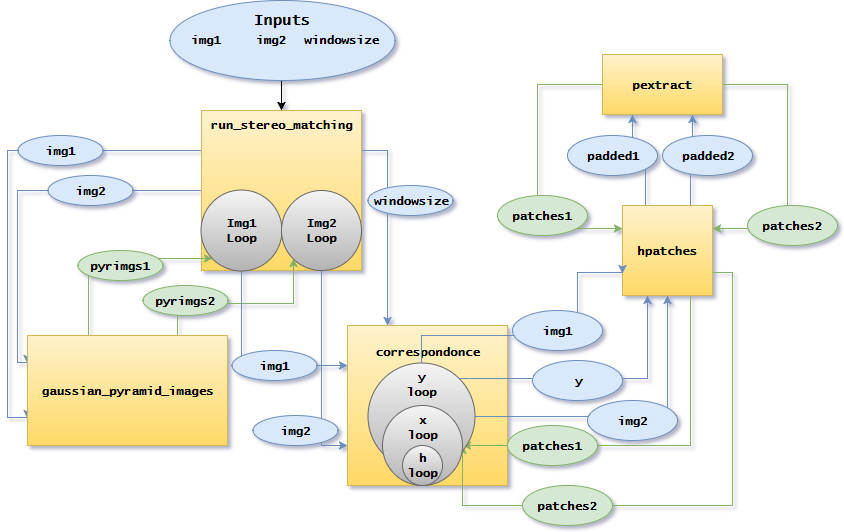 Inputs
img1 img2 windowsize
run_stereo_matching
img1
img2
Img1
Loop
Img2
Loop
windowsize
pyrimgs1
pyrimgs2
gaussian_pyramid_images
img1
img2
correspondonce
y
loop
x
loop
h
loop
pextract
padded1
padded2
patches1
patches2
hpatches
img1
y
img2
patches1
patches2